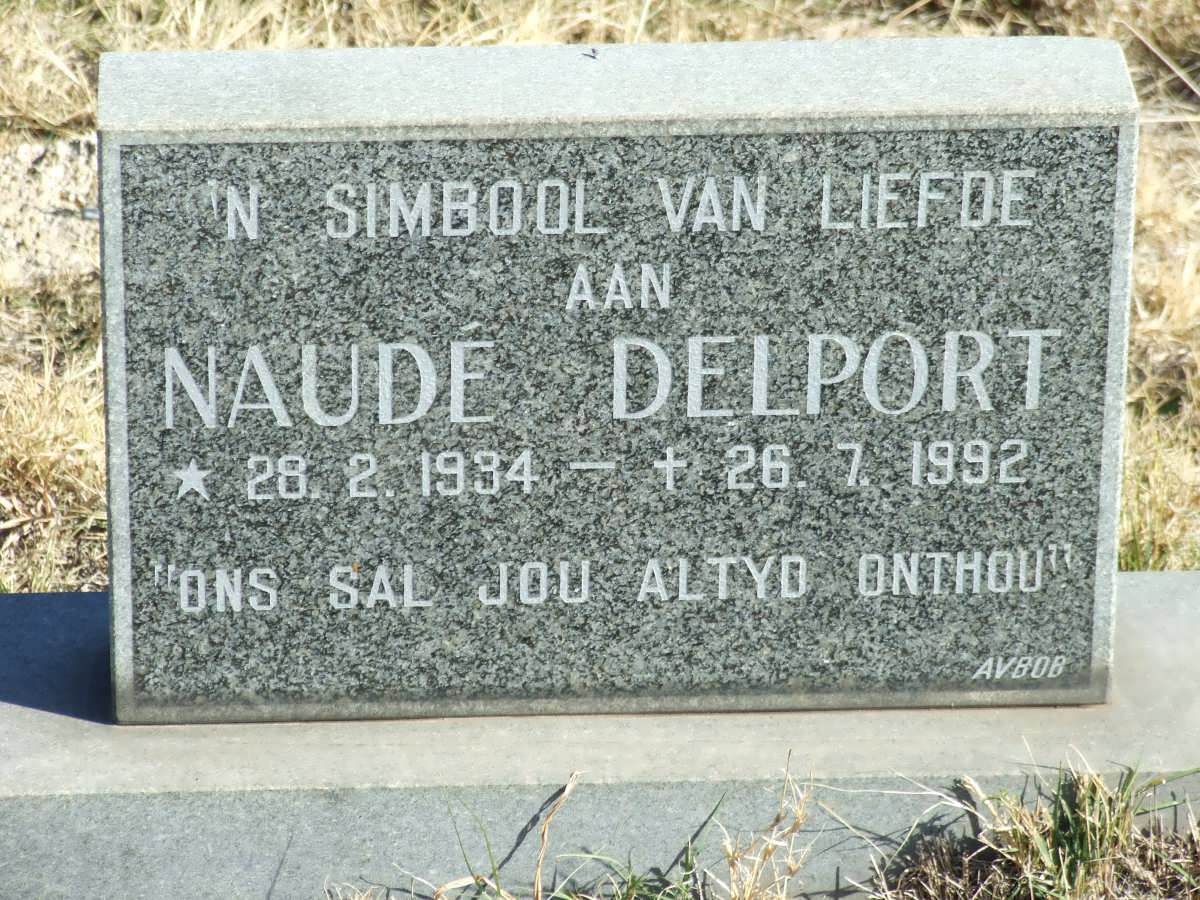 'N SIMBOOL VAN LIEFDE
AAN
NAUDÉ DELPORT
★ 28. 2. 1934 — ✝ 26. 7. 1992
"ONS SAL JOU ALTYD ONTHOU"
AVBOB